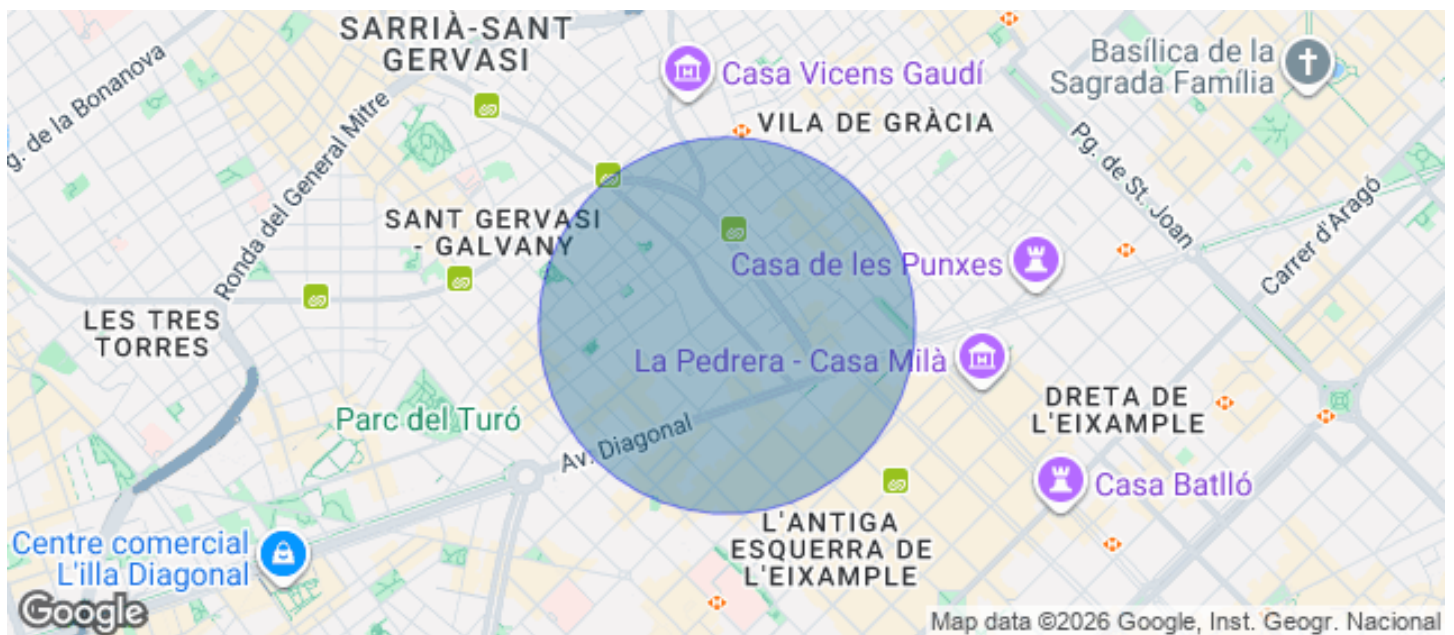 SARRIÀ-SANT
GERVASI
g. de la Bonanova
Ronda del General Mitre
Casa Vicens Gaudí
VILA DE GRÀCIA
Basílica de la
Sagrada Família
Pg. de St. Joan
Carrer d'Aragó
SANT GERVASI
- GALVANY
Casa de les Punxes
LES TRES
TORRES
La Pedrera - Casa Milà
DRETA DE
L'EIXAMPLE
Parc del Turó
Av. Diagonal
Casa Batlló
L'ANTIGA
ESQUERRA DE
L'EIXAMPLE
Centre comercial
L'illa Diagonal
Google
Map data ©2026 Google, Inst. Geogr. Nacional